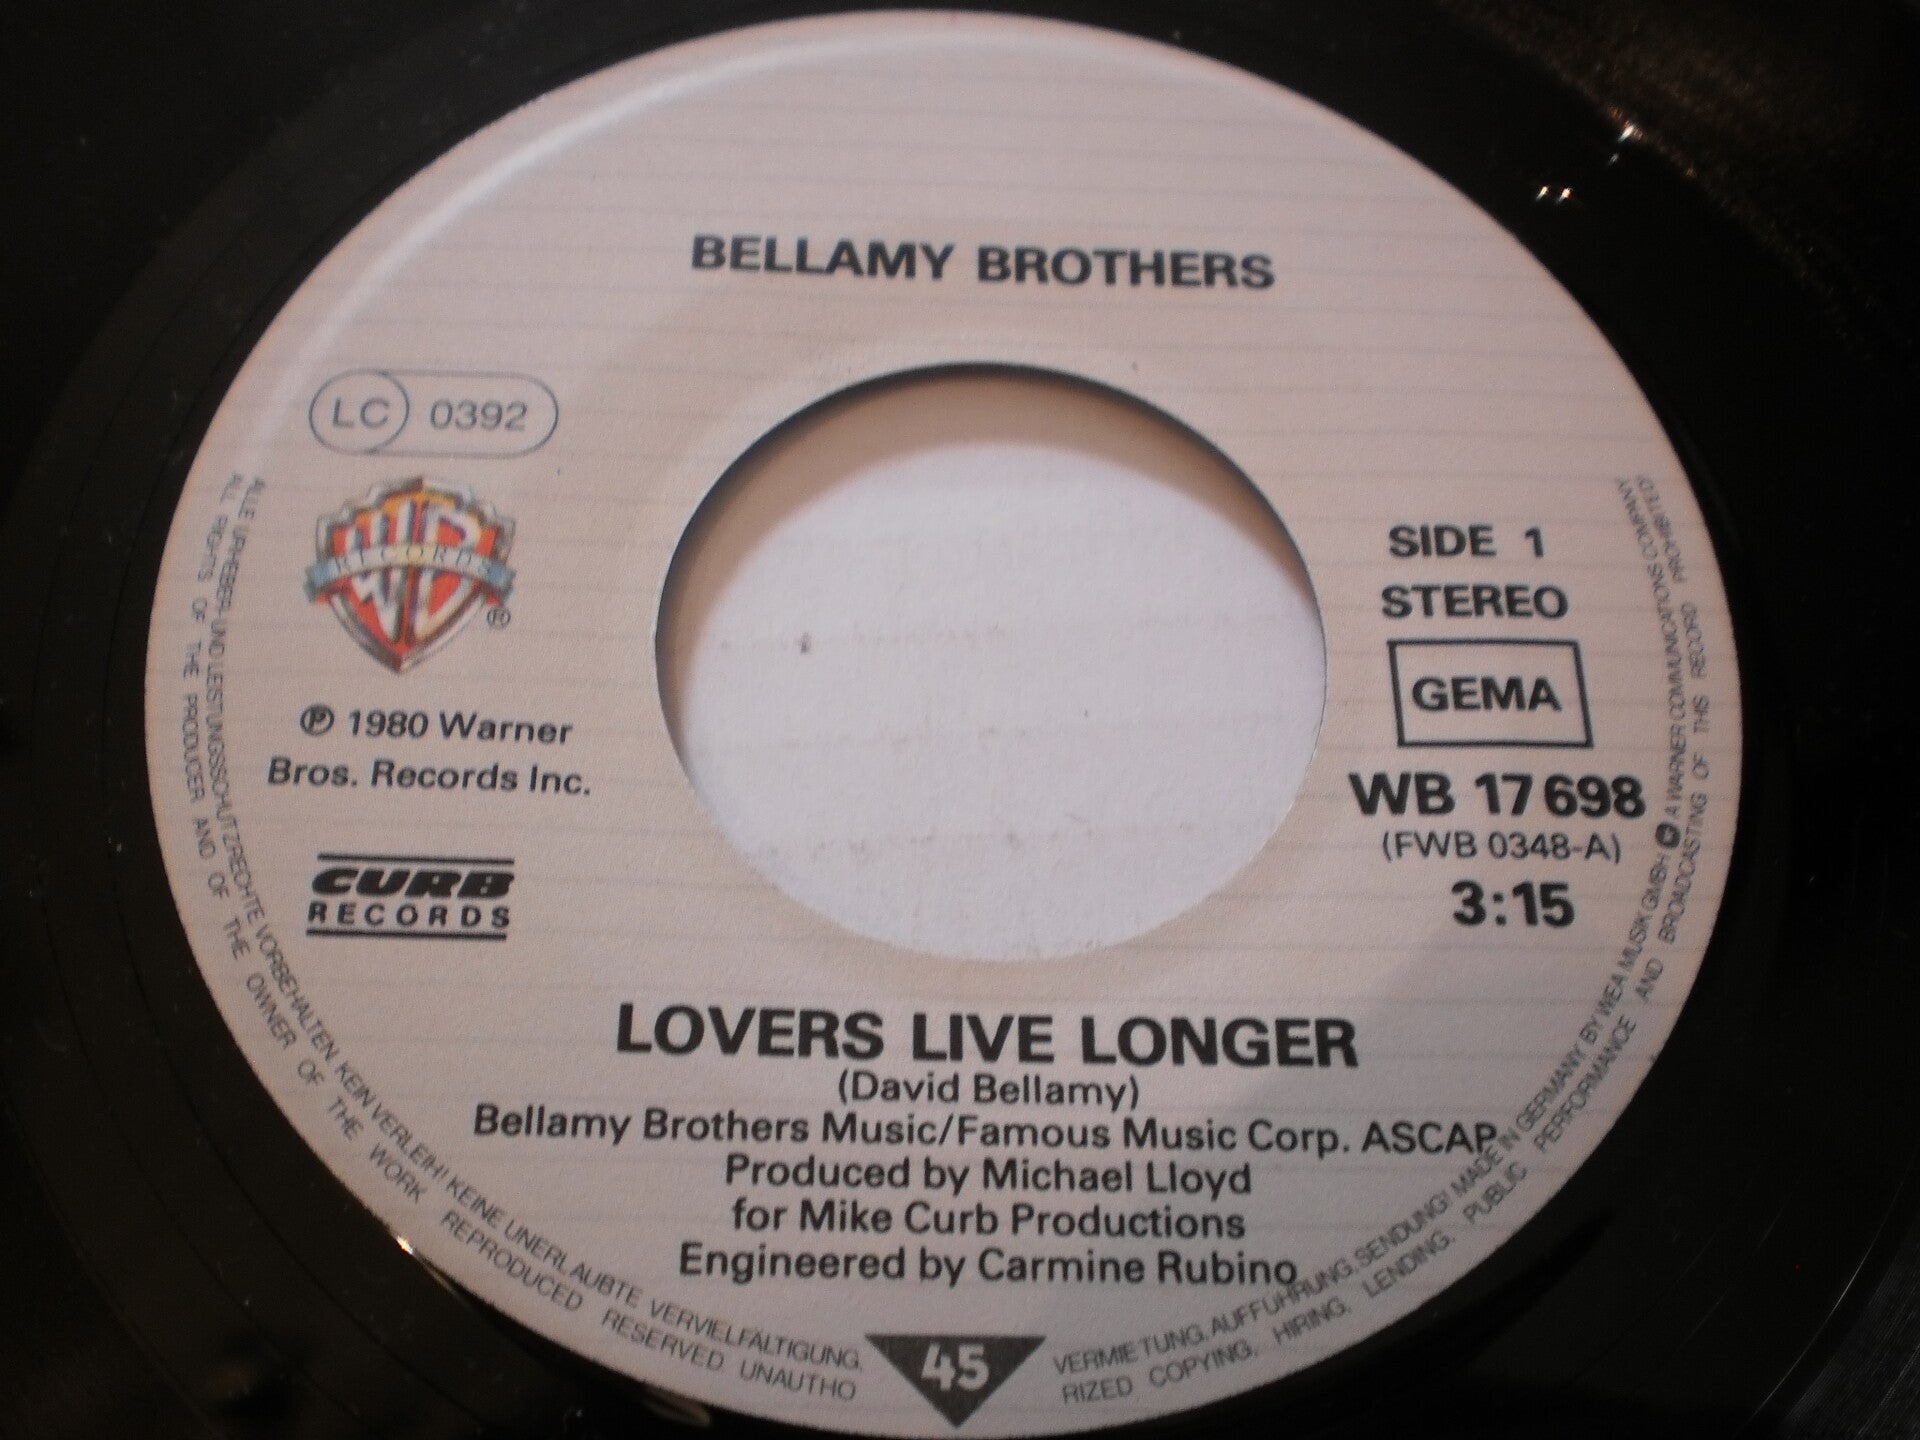 BELLAMY BROTHERS
LC 0392
WB
RECORDS
®
℗ 1980 Warner
Bros. Records Inc.
CURB
RECORDS
SIDE 1
STEREO
GEMA
WB 17 698
(FWB 0348-A)
3:15
LOVERS LIVE LONGER
(David Bellamy)
Bellamy Brothers Music/Famous Music Corp. ASCAP
Produced by Michael Lloyd
for Mike Curb Productions
Engineered by Carmine Rubino
45
ALLE URHEBER- UND LEISTUNGSSCHUTZRECHTE VORBEHALTEN KEIN VERLEIH! KEINE UNERLAUBTE VERVIELFÄLTIGUNG, VERMIETUNG, AUFFÜHRUNG, SENDUNG! MADE IN GERMANY BY WEA MUSIK GMBH A WARNER COMMUNICATIONS COMPANY
ALL RIGHTS OF THE PRODUCER AND OF THE OWNER OF THE WORK REPRODUCED RESERVED UNAUTHORIZED COPYING, HIRING, LENDING, PUBLIC PERFORMANCE AND BROADCASTING OF THIS RECORD PROHIBITED